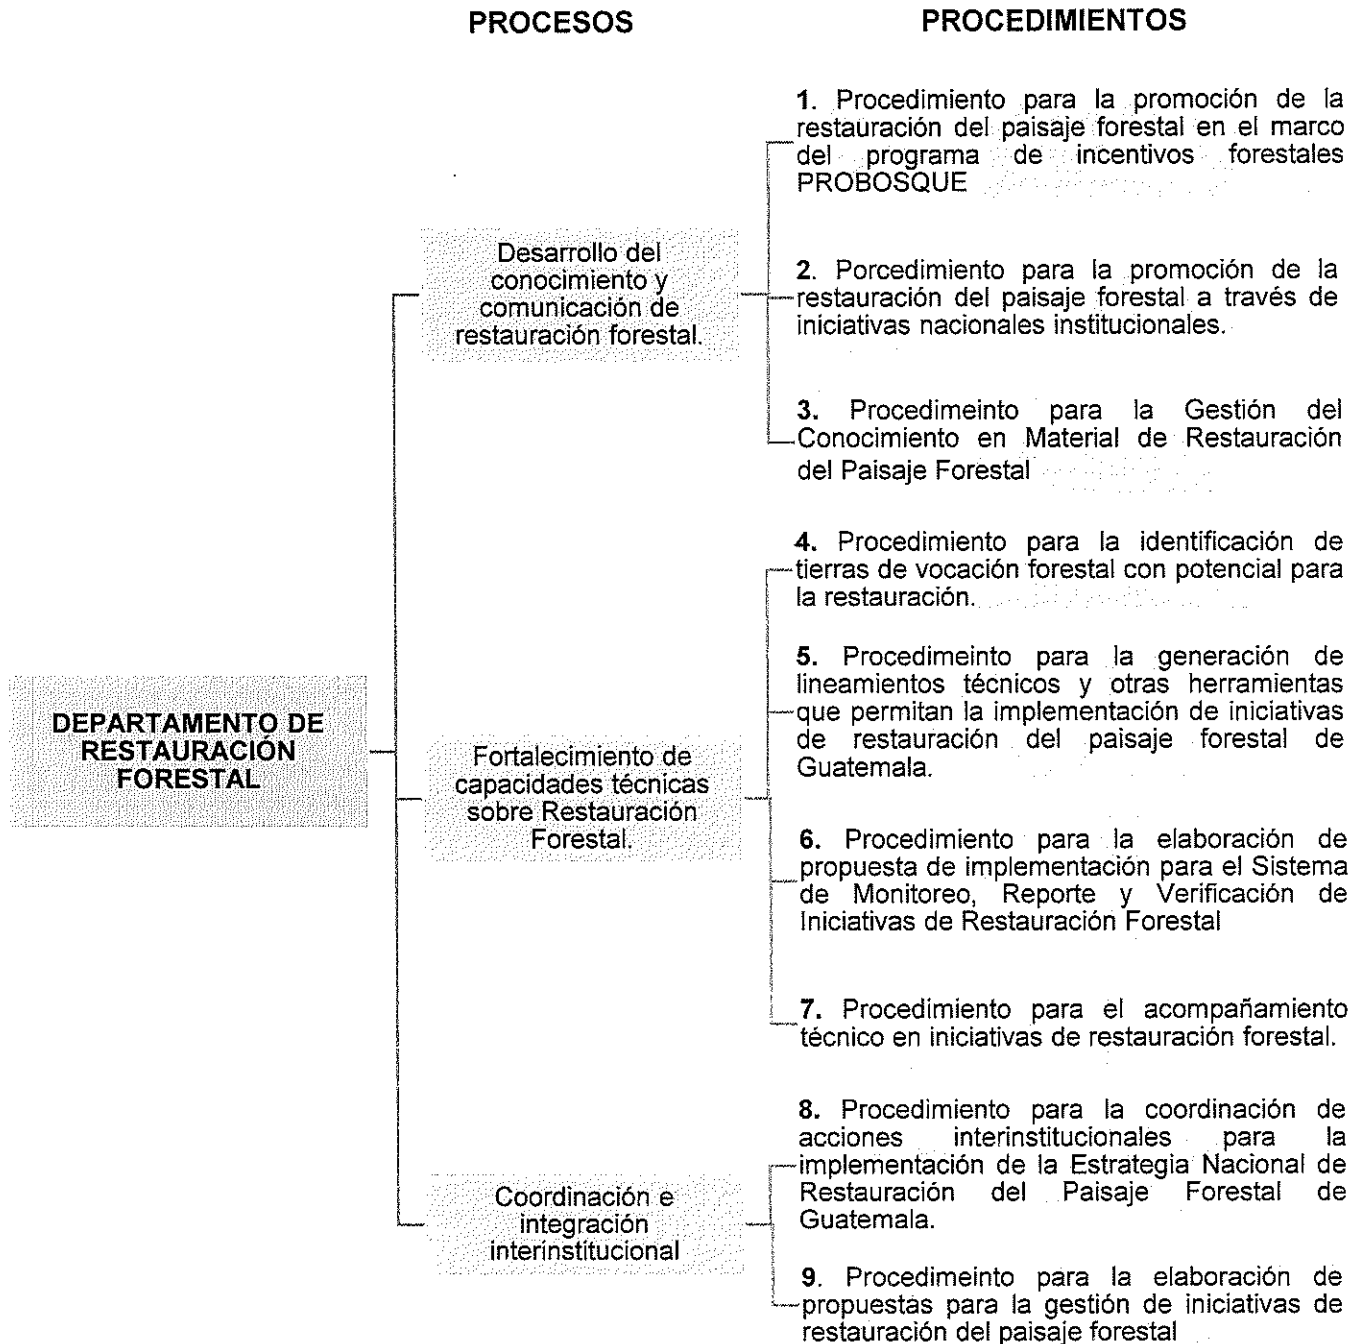 PROCESOS
PROCEDIMIENTOS
DEPARTAMENTO DE
RESTAURACIÓN
FORESTAL
Desarrollo del
conocimiento y
comunicación de
restauración forestal.
1. Procedimiento para la promoción de la
restauración del paisaje forestal en el marco
del programa de incentivos forestales
PROBOSQUE
2. Porcedimiento para la promoción de la
restauración del paisaje forestal a través de
iniciativas nacionales institucionales.
3. Procedimeinto para la Gestión del
Conocimiento en Material de Restauración
del Paisaje Forestal
Fortalecimiento de
capacidades técnicas
sobre Restauración
Forestal.
4. Procedimiento para la identificación de
tierras de vocación forestal con potencial para
la restauración.
5. Procedimeinto para la generación de
lineamientos técnicos y otras herramientas
que permitan la implementación de iniciativas
de restauración del paisaje forestal de
Guatemala.
6. Procedimiento para la elaboración de
propuesta de implementación para el Sistema
de Monitoreo, Reporte y Verificación de
Iniciativas de Restauración Forestal
7. Procedimiento para el acompañamiento
técnico en iniciativas de restauración forestal.
Coordinación e
integración
interinstitucional
8. Procedimiento para la coordinación de
acciones interinstitucionales para la
implementación de la Estrategia Nacional de
Restauración del Paisaje Forestal de
Guatemala.
9. Procedimeinto para la elaboración de
propuestas para la gestión de iniciativas de
restauración del paisaje forestal